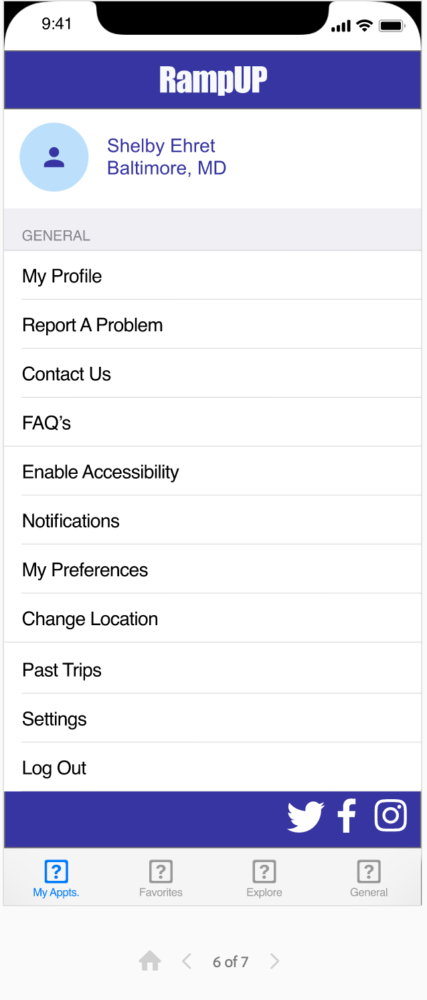 9:41
RampUP
Shelby Ehret
Baltimore, MD
GENERAL
My Profile
Report A Problem
Contact Us
FAQ’s
Enable Accessibility
Notifications
My Preferences
Change Location
Past Trips
Settings
Log Out
? ? ? ?
My Appts. Favorites Explore General
6 of 7